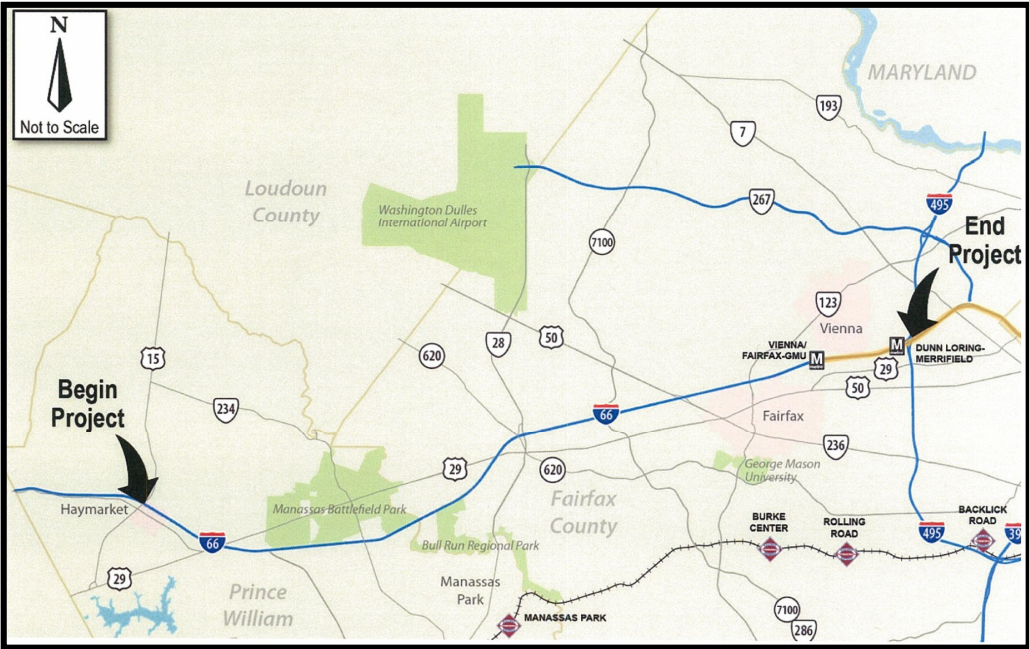 N
Not to Scale
MARYLAND
193
7
Loudoun
County
Washington Dulles
International Airport
267
495
End
Project
7100
123
Vienna
28
50
620
15
VIENNA/
FAIRFAX-GMU
M
M
DUNN LORING-
MERRIFIELD
29
50
Begin
Project
234
66
Fairfax
236
29
620
George Mason
University
Haymarket
Manassas Battlefield Park
Fairfax
County
66
Bull Run Regional Park
BURKE
CENTER
ROLLING
ROAD
BACKLICK
ROAD
495
39
29
Prince
William
Manassas
Park
MANASSAS PARK
7100
286